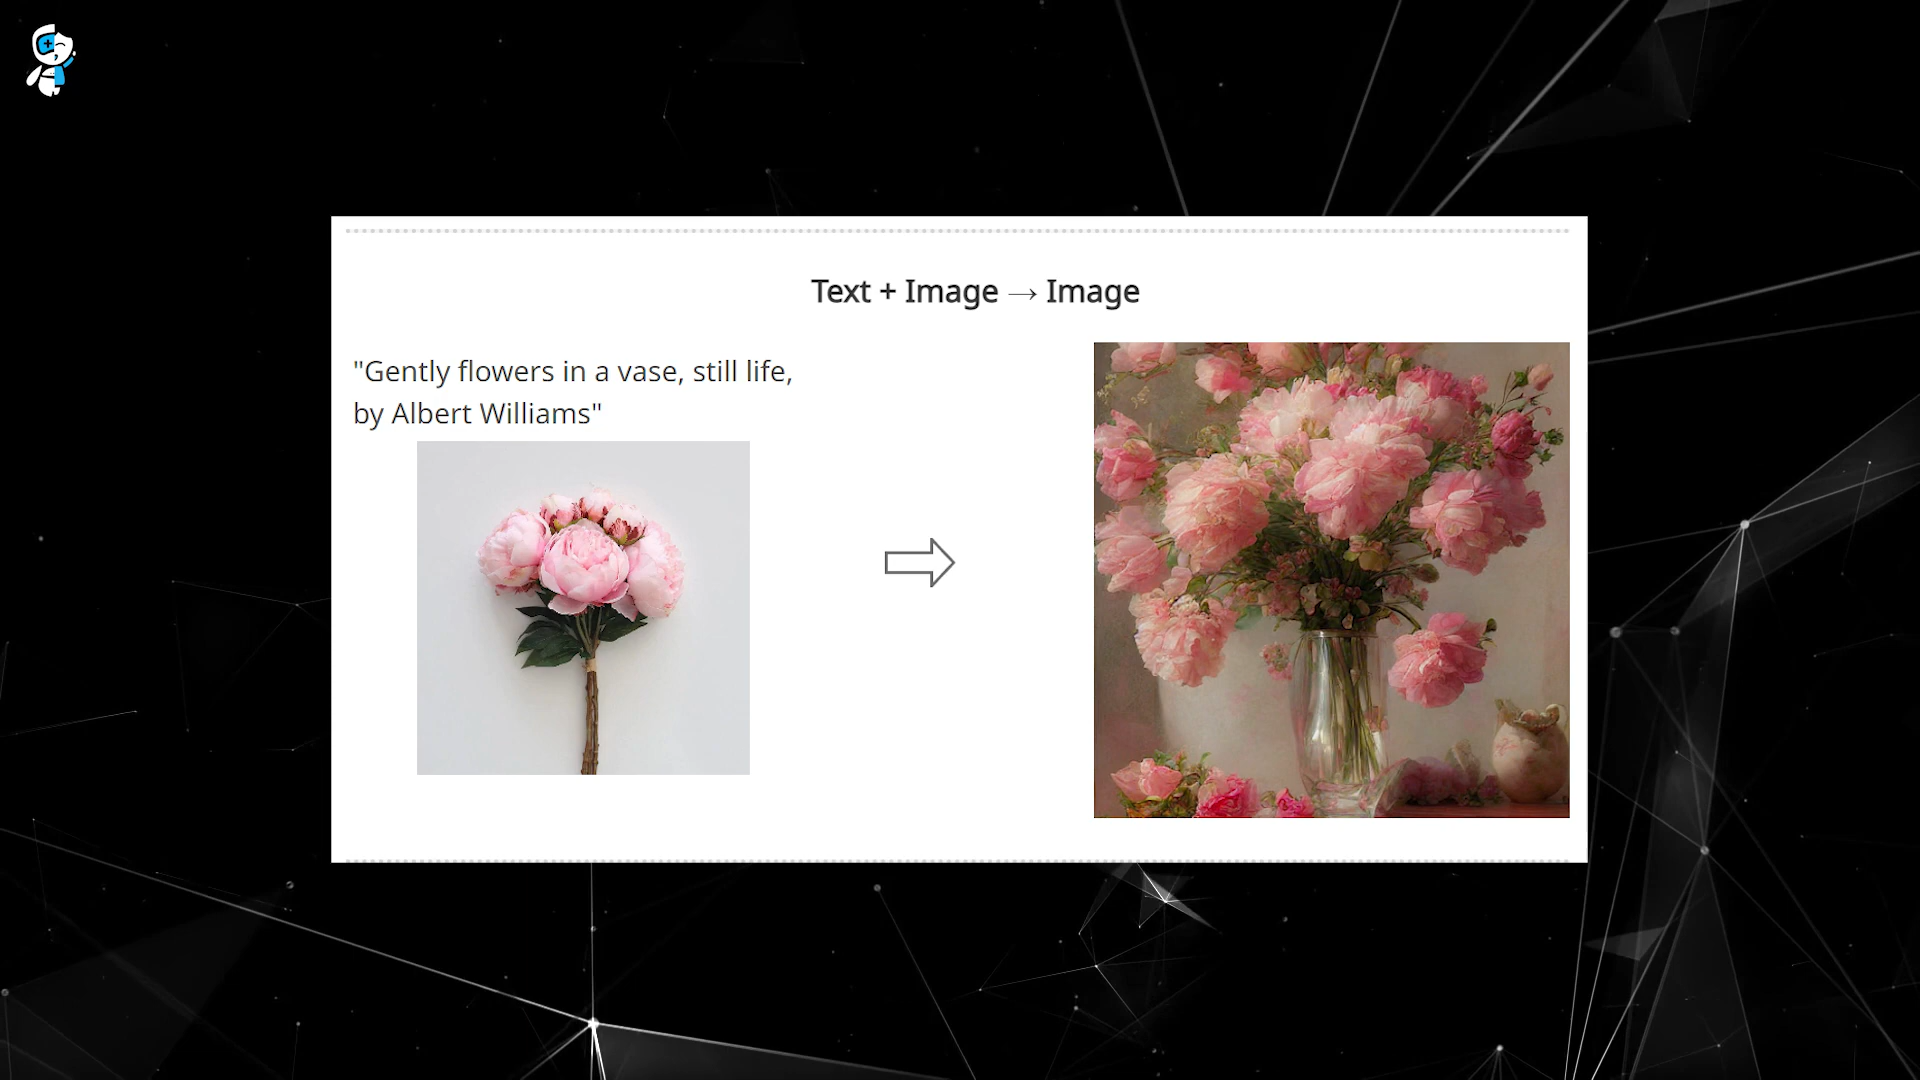 Text + Image → Image
"Gently flowers in a vase, still life,
by Albert Williams"